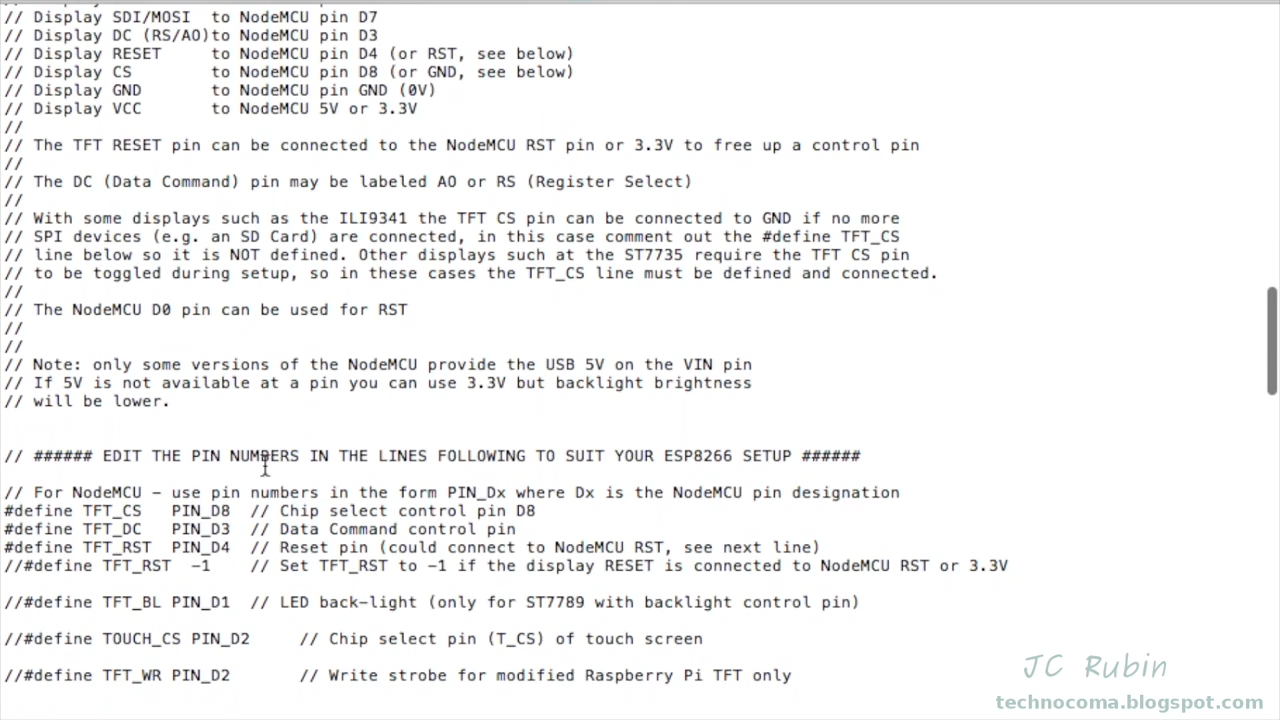 // Display SDI/MOSI  to NodeMCU pin D7
// Display DC (RS/AO)to NodeMCU pin D3
// Display RESET     to NodeMCU pin D4 (or RST, see below)
// Display CS        to NodeMCU pin D8 (or GND, see below)
// Display GND       to NodeMCU pin GND (0V)
// Display VCC       to NodeMCU 5V or 3.3V
//
// The TFT RESET pin can be connected to the NodeMCU RST pin or 3.3V to free up a control pin
//
// The DC (Data Command) pin may be labeled AO or RS (Register Select)
//
// With some displays such as the ILI9341 the TFT CS pin can be connected to GND if no more
// SPI devices (e.g. an SD Card) are connected, in this case comment out the #define TFT_CS
// line below so it is NOT defined. Other displays such at the ST7735 require the TFT CS pin
// to be toggled during setup, so in these cases the TFT_CS line must be defined and connected.
//
// The NodeMCU D0 pin can be used for RST
//
//
// Note: only some versions of the NodeMCU provide the USB 5V on the VIN pin
// If 5V is not available at a pin you can use 3.3V but backlight brightness
// will be lower.
// ###### EDIT THE PIN NUMBERS IN THE LINES FOLLOWING TO SUIT YOUR ESP8266 SETUP ######
// For NodeMCU - use pin numbers in the form PIN_Dx where Dx is the NodeMCU pin designation
#define TFT_CS   PIN_D8  // Chip select control pin D8
#define TFT_DC   PIN_D3  // Data Command control pin
#define TFT_RST  PIN_D4  // Reset pin (could connect to NodeMCU RST, see next line)
//#define TFT_RST  -1    // Set TFT_RST to -1 if the display RESET is connected to NodeMCU RST or 3.3V
//#define TFT_BL PIN_D1  // LED back-light (only for ST7789 with backlight control pin)
//#define TOUCH_CS PIN_D2     // Chip select pin (T_CS) of touch screen
//#define TFT_WR PIN_D2       // Write strobe for modified Raspberry Pi TFT only
JC Rubin
technocoma.blogspot.com